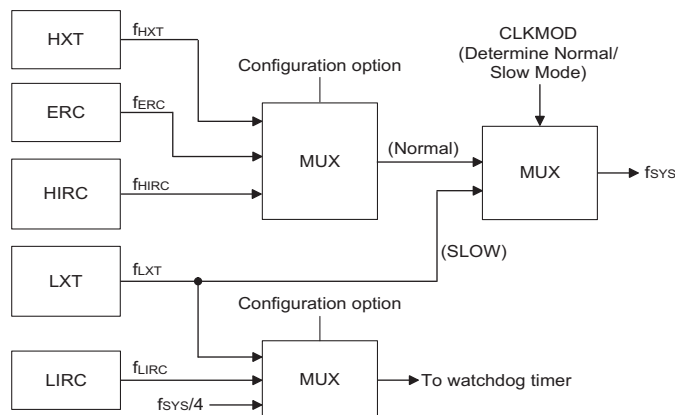 HXT
fHXT
CLKMOD
(Determine Normal/
Slow Mode)
Configuration option
ERC
fERC
MUX
(Normal)
MUX
fSYS
HIRC
fHIRC
(SLOW)
LXT
fLXT
Configuration option
LIRC
fLIRC
MUX
To watchdog timer
fSYS/4